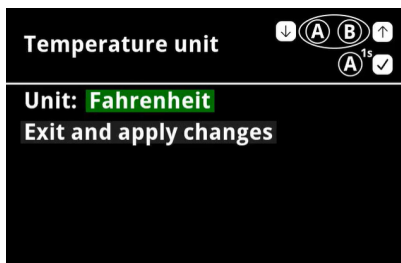 Temperature unit
A B
A 1s
Unit: Fahrenheit
Exit and apply changes